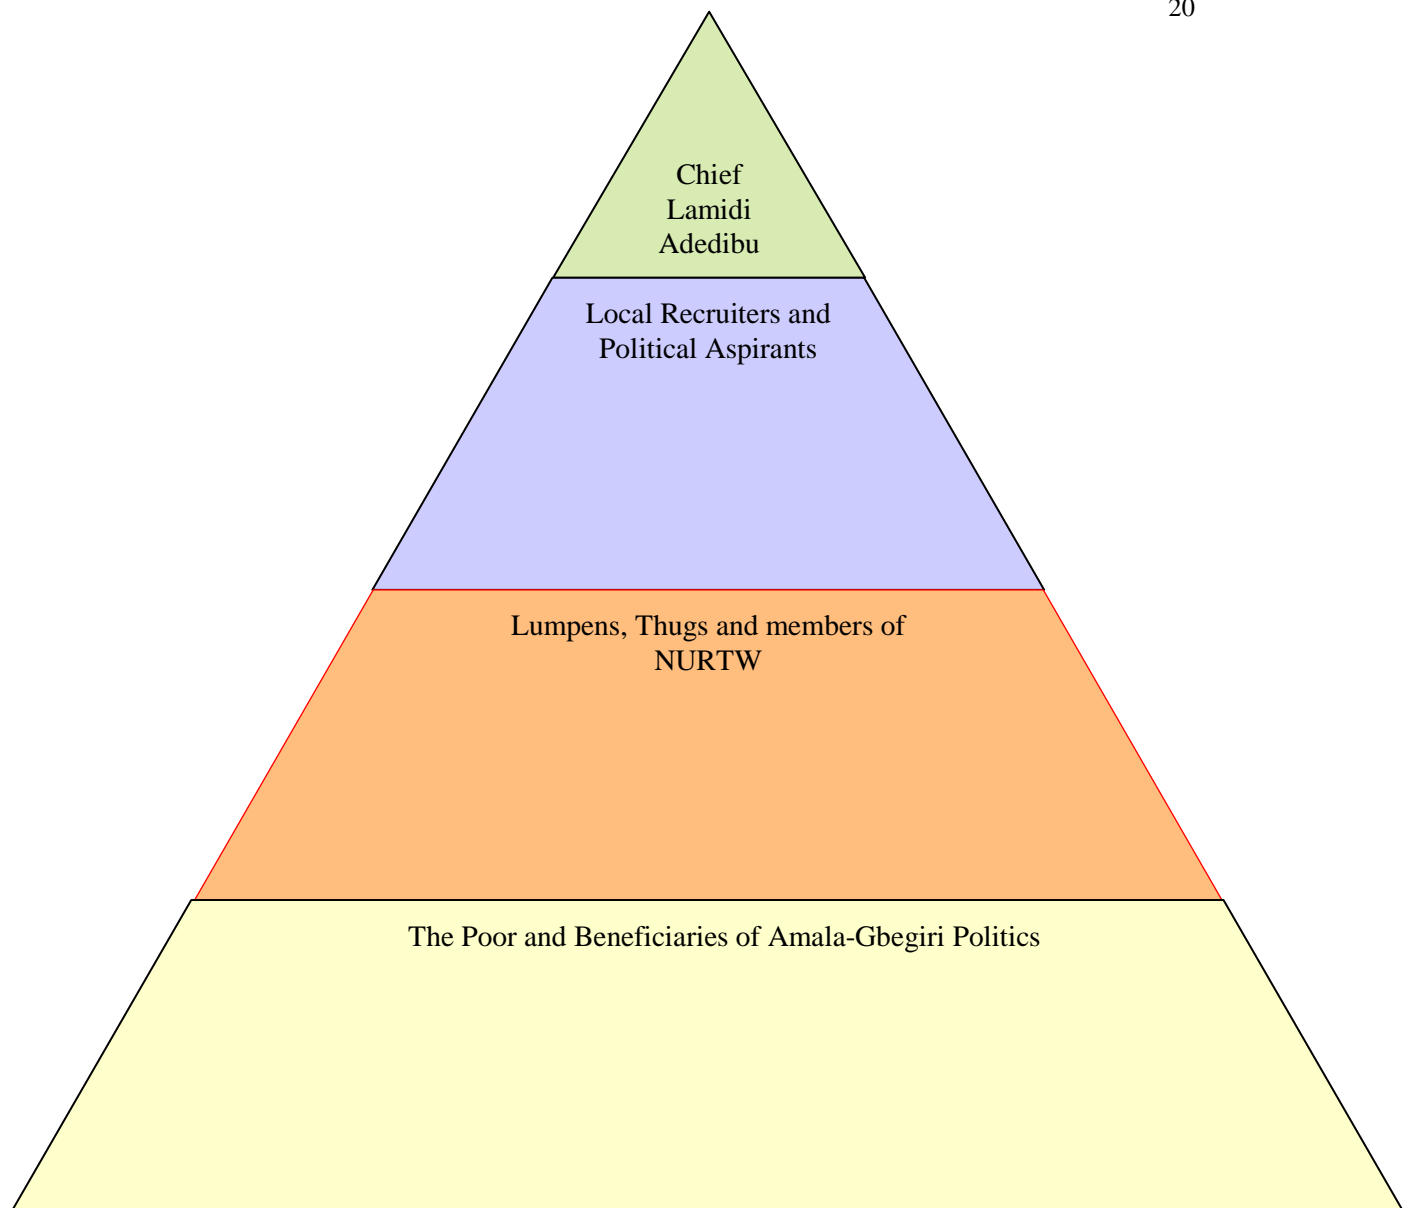 20
Chief
Lamidi
Adedibu
Local Recruiters and
Political Aspirants
Lumpens, Thugs and members of
NURTW
The Poor and Beneficiaries of Amala-Gbegiri Politics